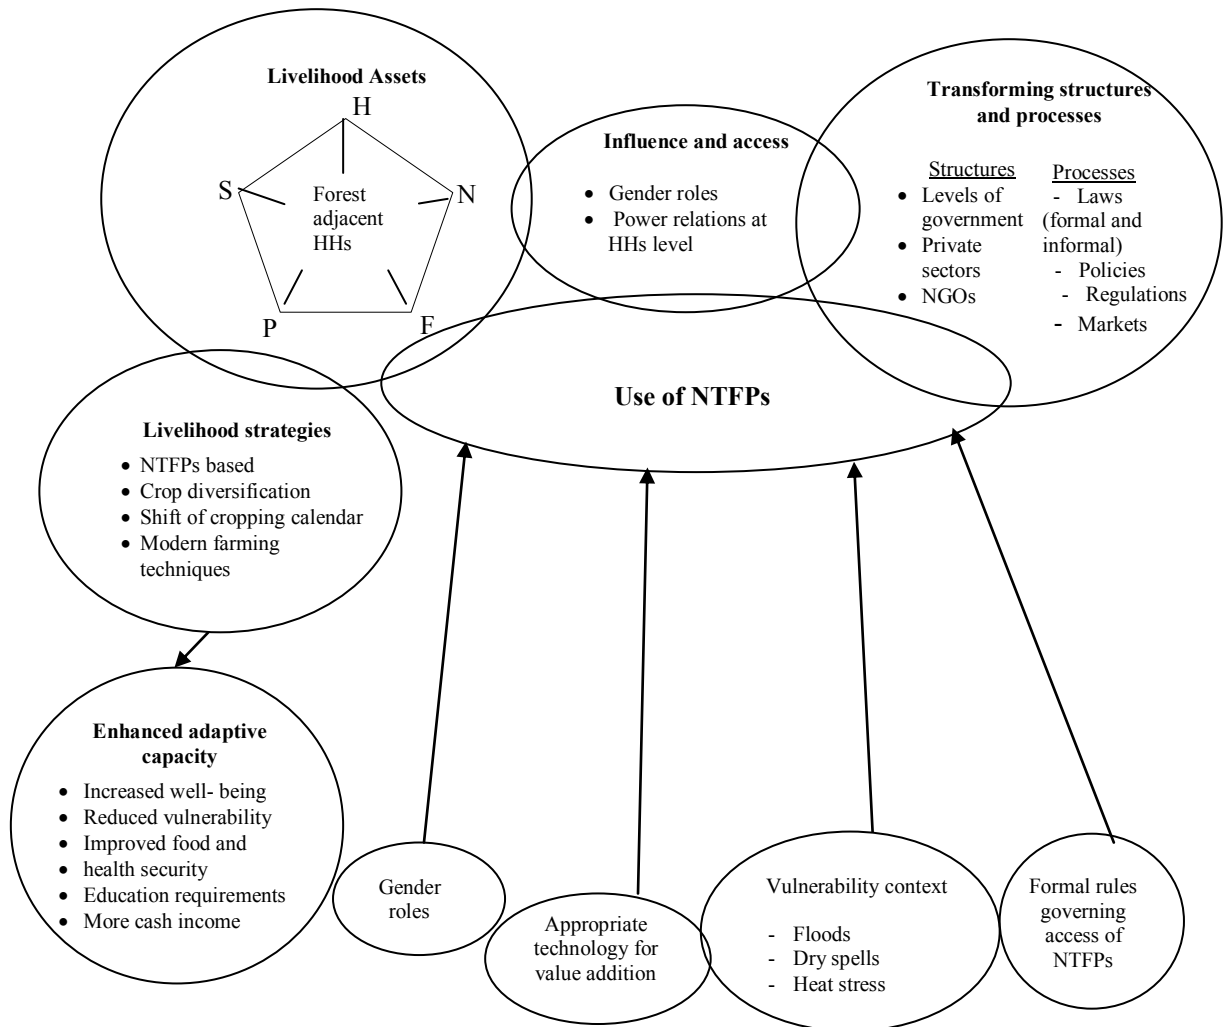 Livelihood Assets
H
S
N
P
F
Forest
adjacent
HHs
Influence and access
• Gender roles
• Power relations at
HHs level
Transforming structures
and processes
Structures
• Levels of
government
• Private
sectors
• NGOs
Processes
- Laws
(formal and
informal)
- Policies
- Regulations
- Markets
Use of NTFPs
Livelihood strategies
• NTFPs based
• Crop diversification
• Shift of cropping calendar
• Modern farming
techniques
Enhanced adaptive
capacity
• Increased well- being
• Reduced vulnerability
• Improved food and
• health security
• Education requirements
• More cash income
Gender
roles
Appropriate
technology for
value addition
Vulnerability context
- Floods
- Dry spells
- Heat stress
Formal rules
governing
access of
NTFPs